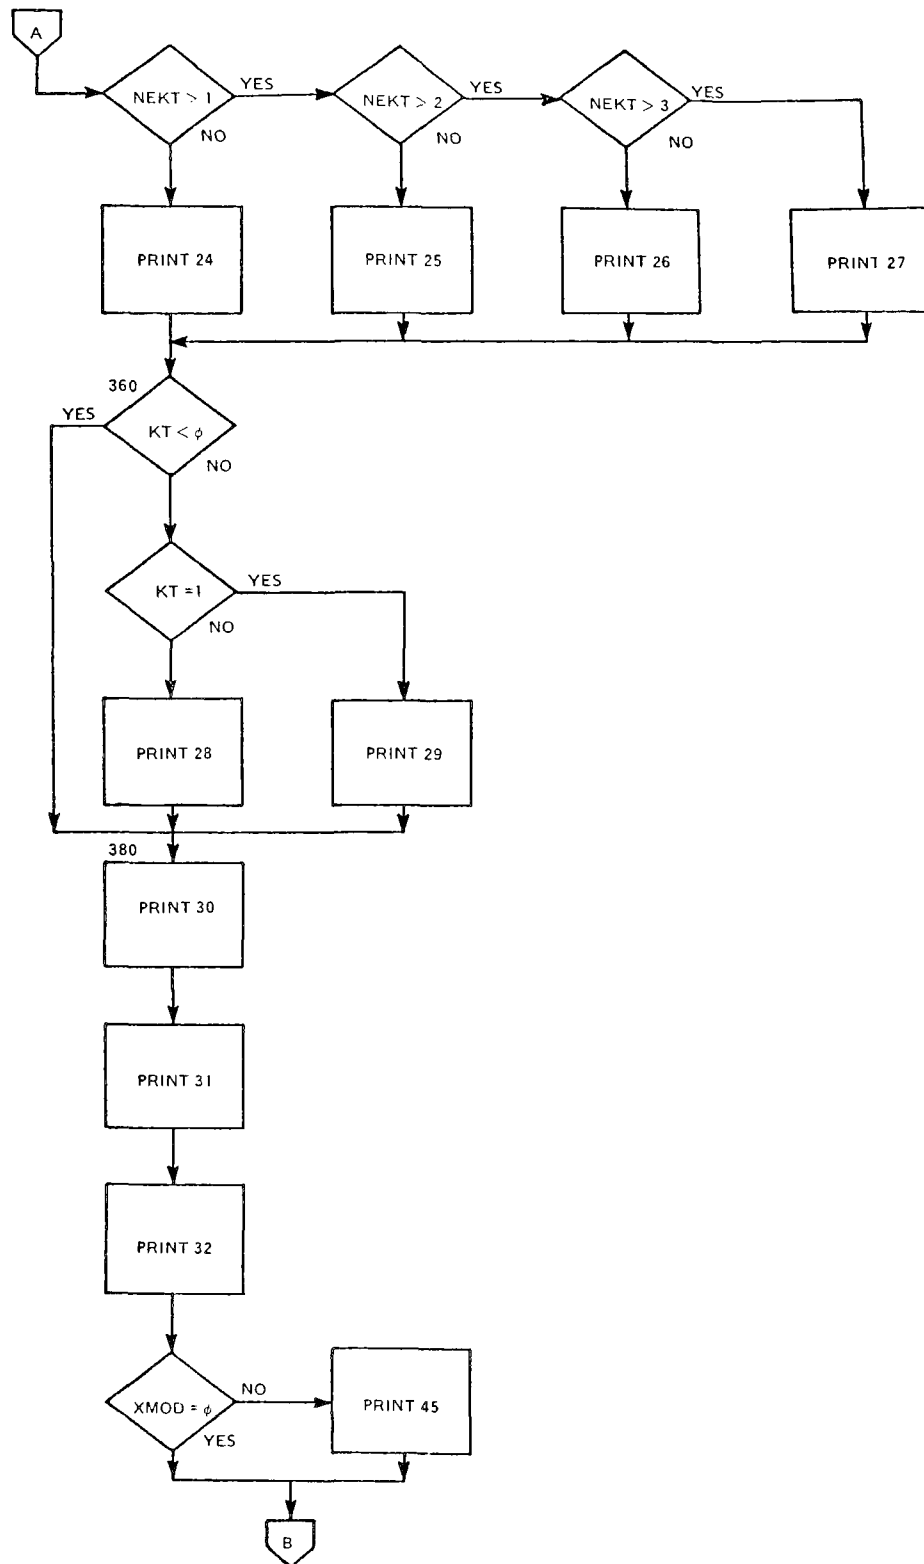 A
NEKT > 1
YES
NEKT > 2
YES
NEKT > 3
YES
NO
NO
NO
PRINT 24
PRINT 25
PRINT 26
PRINT 27
360
YES
KT < ϕ
NO
KT = 1
YES
NO
PRINT 28
PRINT 29
380
PRINT 30
PRINT 31
PRINT 32
XMOD = ϕ
NO
PRINT 45
YES
B